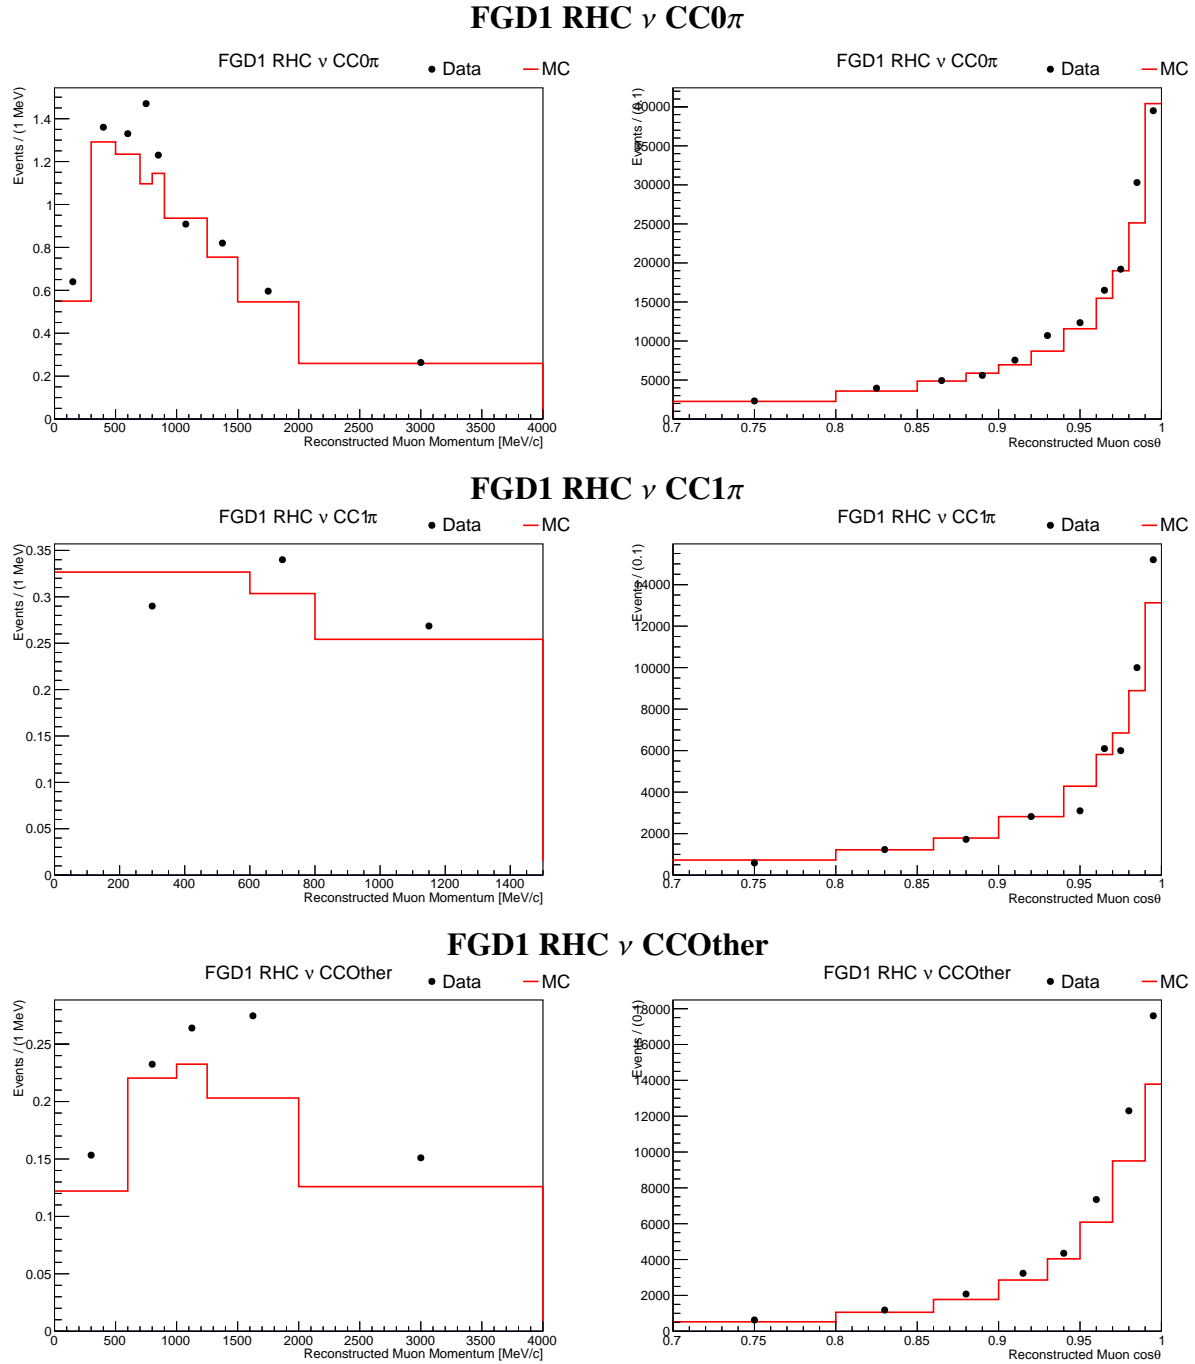 FGD1 RHC ν CC0π
FGD1 RHC ν CC0π
Data
MC
Events / (1 MeV)
1.4
1.2
1
0.8
0.6
0.4
0.2
0
0 500 1000 1500 2000 2500 3000 3500 4000
Reconstructed Muon Momentum [MeV/c]
FGD1 RHC ν CC0π
Data
MC
Events / (0.1)
40000
35000
30000
25000
20000
15000
10000
5000
0
0.7 0.75 0.8 0.85 0.9 0.95 1
Reconstructed Muon cosθ
FGD1 RHC ν CC1π
FGD1 RHC ν CC1π
Data
MC
Events / (1 MeV)
0.35
0.3
0.25
0.2
0.15
0.1
0.05
0
0 200 400 600 800 1000 1200 1400
Reconstructed Muon Momentum [MeV/c]
FGD1 RHC ν CC1π
Data
MC
Events / (0.1)
14000
12000
10000
8000
6000
4000
2000
0
0.7 0.75 0.8 0.85 0.9 0.95 1
Reconstructed Muon cosθ
FGD1 RHC ν CCOther
FGD1 RHC ν CCOther
Data
MC
Events / (1 MeV)
0.25
0.2
0.15
0.1
0.05
0
0 500 1000 1500 2000 2500 3000 3500 4000
Reconstructed Muon Momentum [MeV/c]
FGD1 RHC ν CCOther
Data
MC
Events / (0.1)
18000
16000
14000
12000
10000
8000
6000
4000
2000
0
0.7 0.75 0.8 0.85 0.9 0.95 1
Reconstructed Muon cosθ